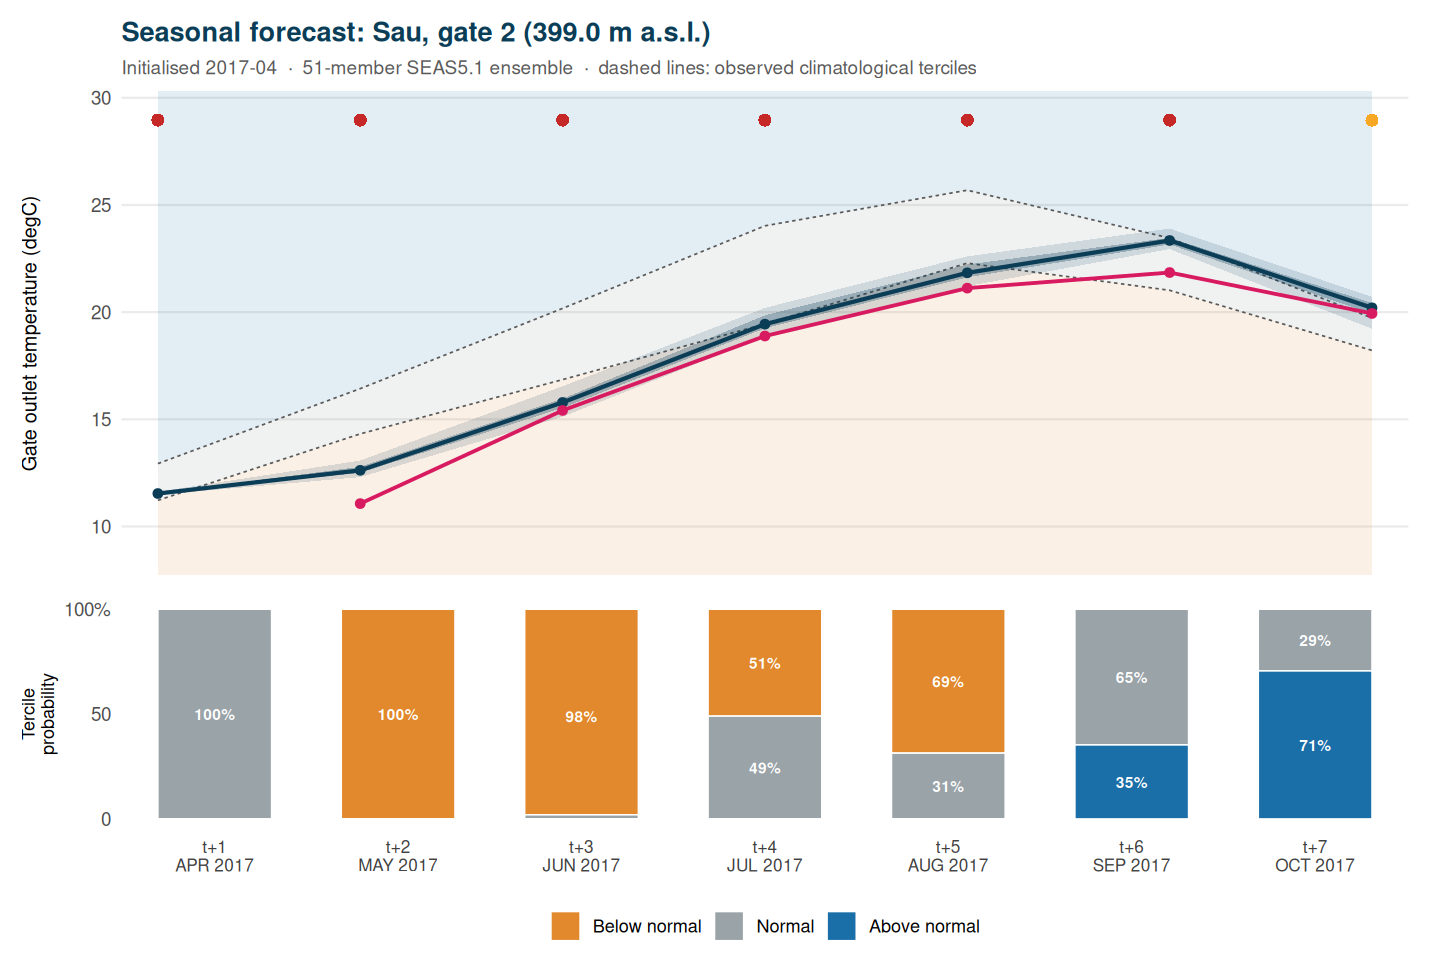 Seasonal forecast: Sau, gate 2 (399.0 m a.s.l.)
Initialised 2017-04 · 51-member SEAS5.1 ensemble · dashed lines: observed climatological terciles
Gate outlet temperature (degC)
30
25
20
15
10
Tercile
probability
100%
50
0
100%
100%
98%
51%
49%
69%
31%
65%
35%
29%
71%
t+1
APR 2017
t+2
MAY 2017
t+3
JUN 2017
t+4
JUL 2017
t+5
AUG 2017
t+6
SEP 2017
t+7
OCT 2017
Below normal
Normal
Above normal